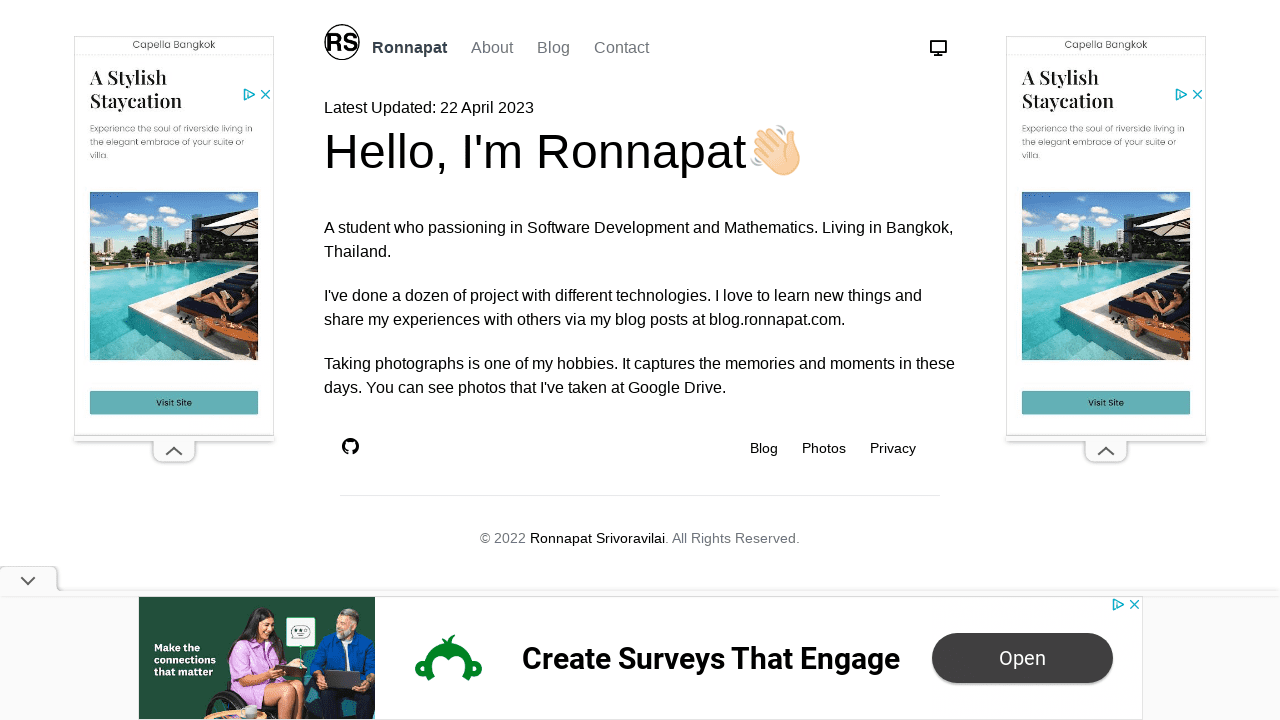 RS Ronnapat About Blog Contact
Latest Updated: 22 April 2023
Hello, I'm Ronnapat👋🏻
A student who passioning in Software Development and Mathematics. Living in Bangkok,
Thailand.
I've done a dozen of project with different technologies. I love to learn new things and
share my experiences with others via my blog posts at blog.ronnapat.com.
Taking photographs is one of my hobbies. It captures the memories and moments in these
days. You can see photos that I've taken at Google Drive.
Blog Photos Privacy
© 2022 Ronnapat Srivoravilai. All Rights Reserved.
Capella Bangkok
A Stylish
Staycation
Experience the soul of riverside living in
the elegant embrace of your suite or
villa.
Visit Site
Capella Bangkok
A Stylish
Staycation
Experience the soul of riverside living in
the elegant embrace of your suite or
villa.
Visit Site
Make the
connections
that matter
Create Surveys That Engage
Open